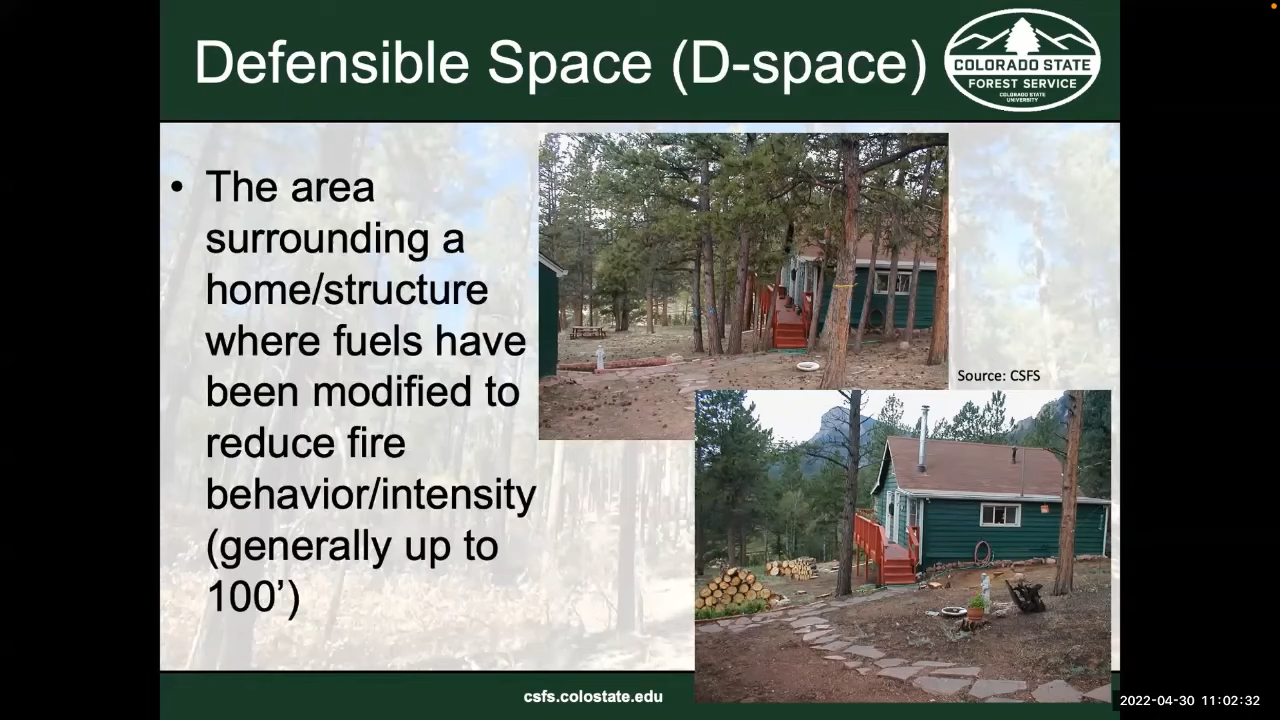 Defensible Space (D-space)
COLORADO STATE
FOREST SERVICE
COLORADO STATE
UNIVERSITY
• The area
surrounding a
home/structure
where fuels have
been modified to
reduce fire
behavior/intensity
(generally up to
100’)
Source: CSFS
csfs.colostate.edu
2022-04-30 11:02:32